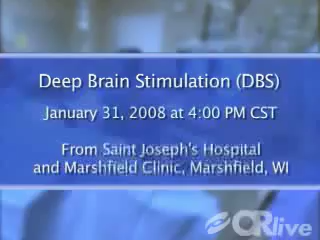 Deep Brain Stimulation (DBS)
January 31, 2008 at 4:00 PM CST
From Saint Joseph's Hospital
and Marshfield Clinic, Marshfield, WI
ORlive